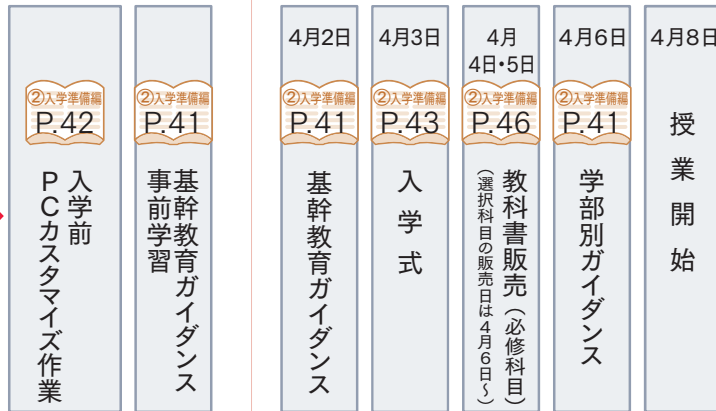 ②入学準備編
P.42
入学前
PCカスタマイズ作業
②入学準備編
P.41
基幹教育ガイダンス
事前学習
4月2日
②入学準備編
P.41
基幹教育ガイダンス
4月3日
②入学準備編
P.43
入学式
4月
4日・5日
②入学準備編
P.46
教科書販売(必修科目)
(選択科目の販売日は4月6日~)
4月6日
②入学準備編
P.41
学部別ガイダンス
4月8日
授業開始